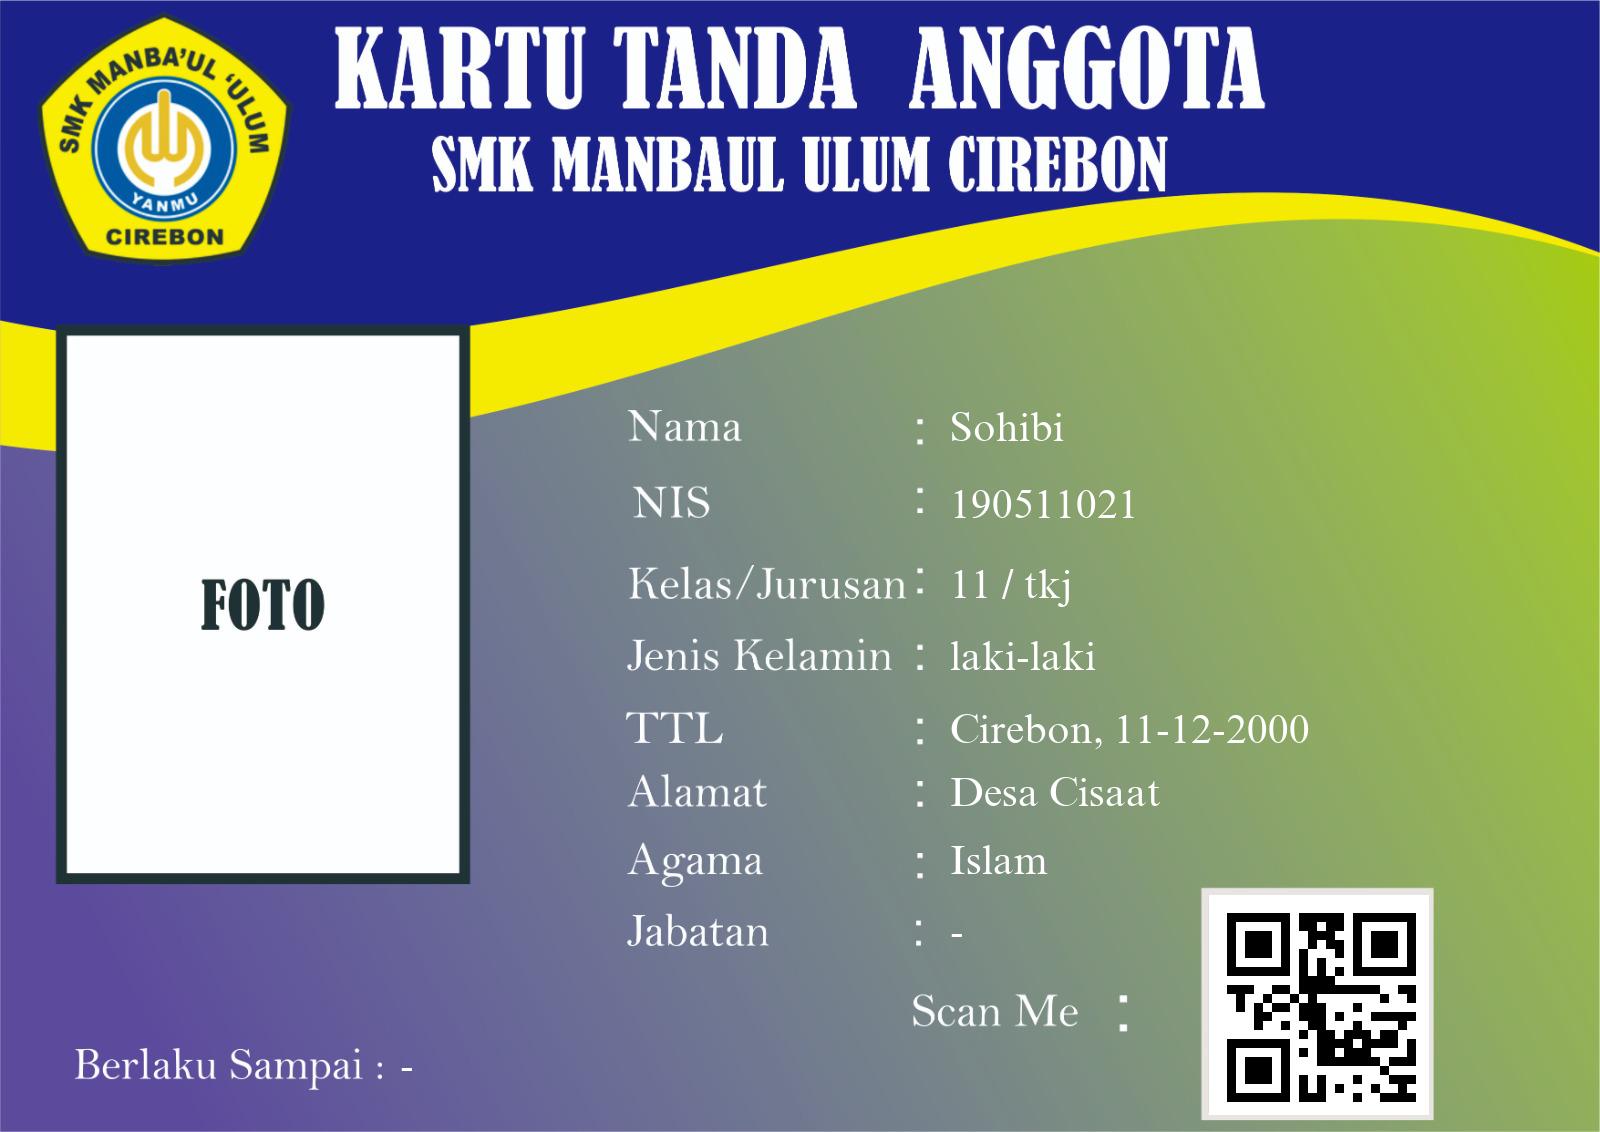 SMK MANBA'UL 'ULUM
YANMU
CIREBON
KARTU TANDA ANGGOTA
SMK MANBAUL ULUM CIREBON
FOTO
Nama : Sohibi
NIS : 190511021
Kelas/Jurusan : 11 / tkj
Jenis Kelamin : laki-laki
TTL : Cirebon, 11-12-2000
Alamat : Desa Cisaat
Agama : Islam
Jabatan : -
Scan Me :
Berlaku Sampai : -